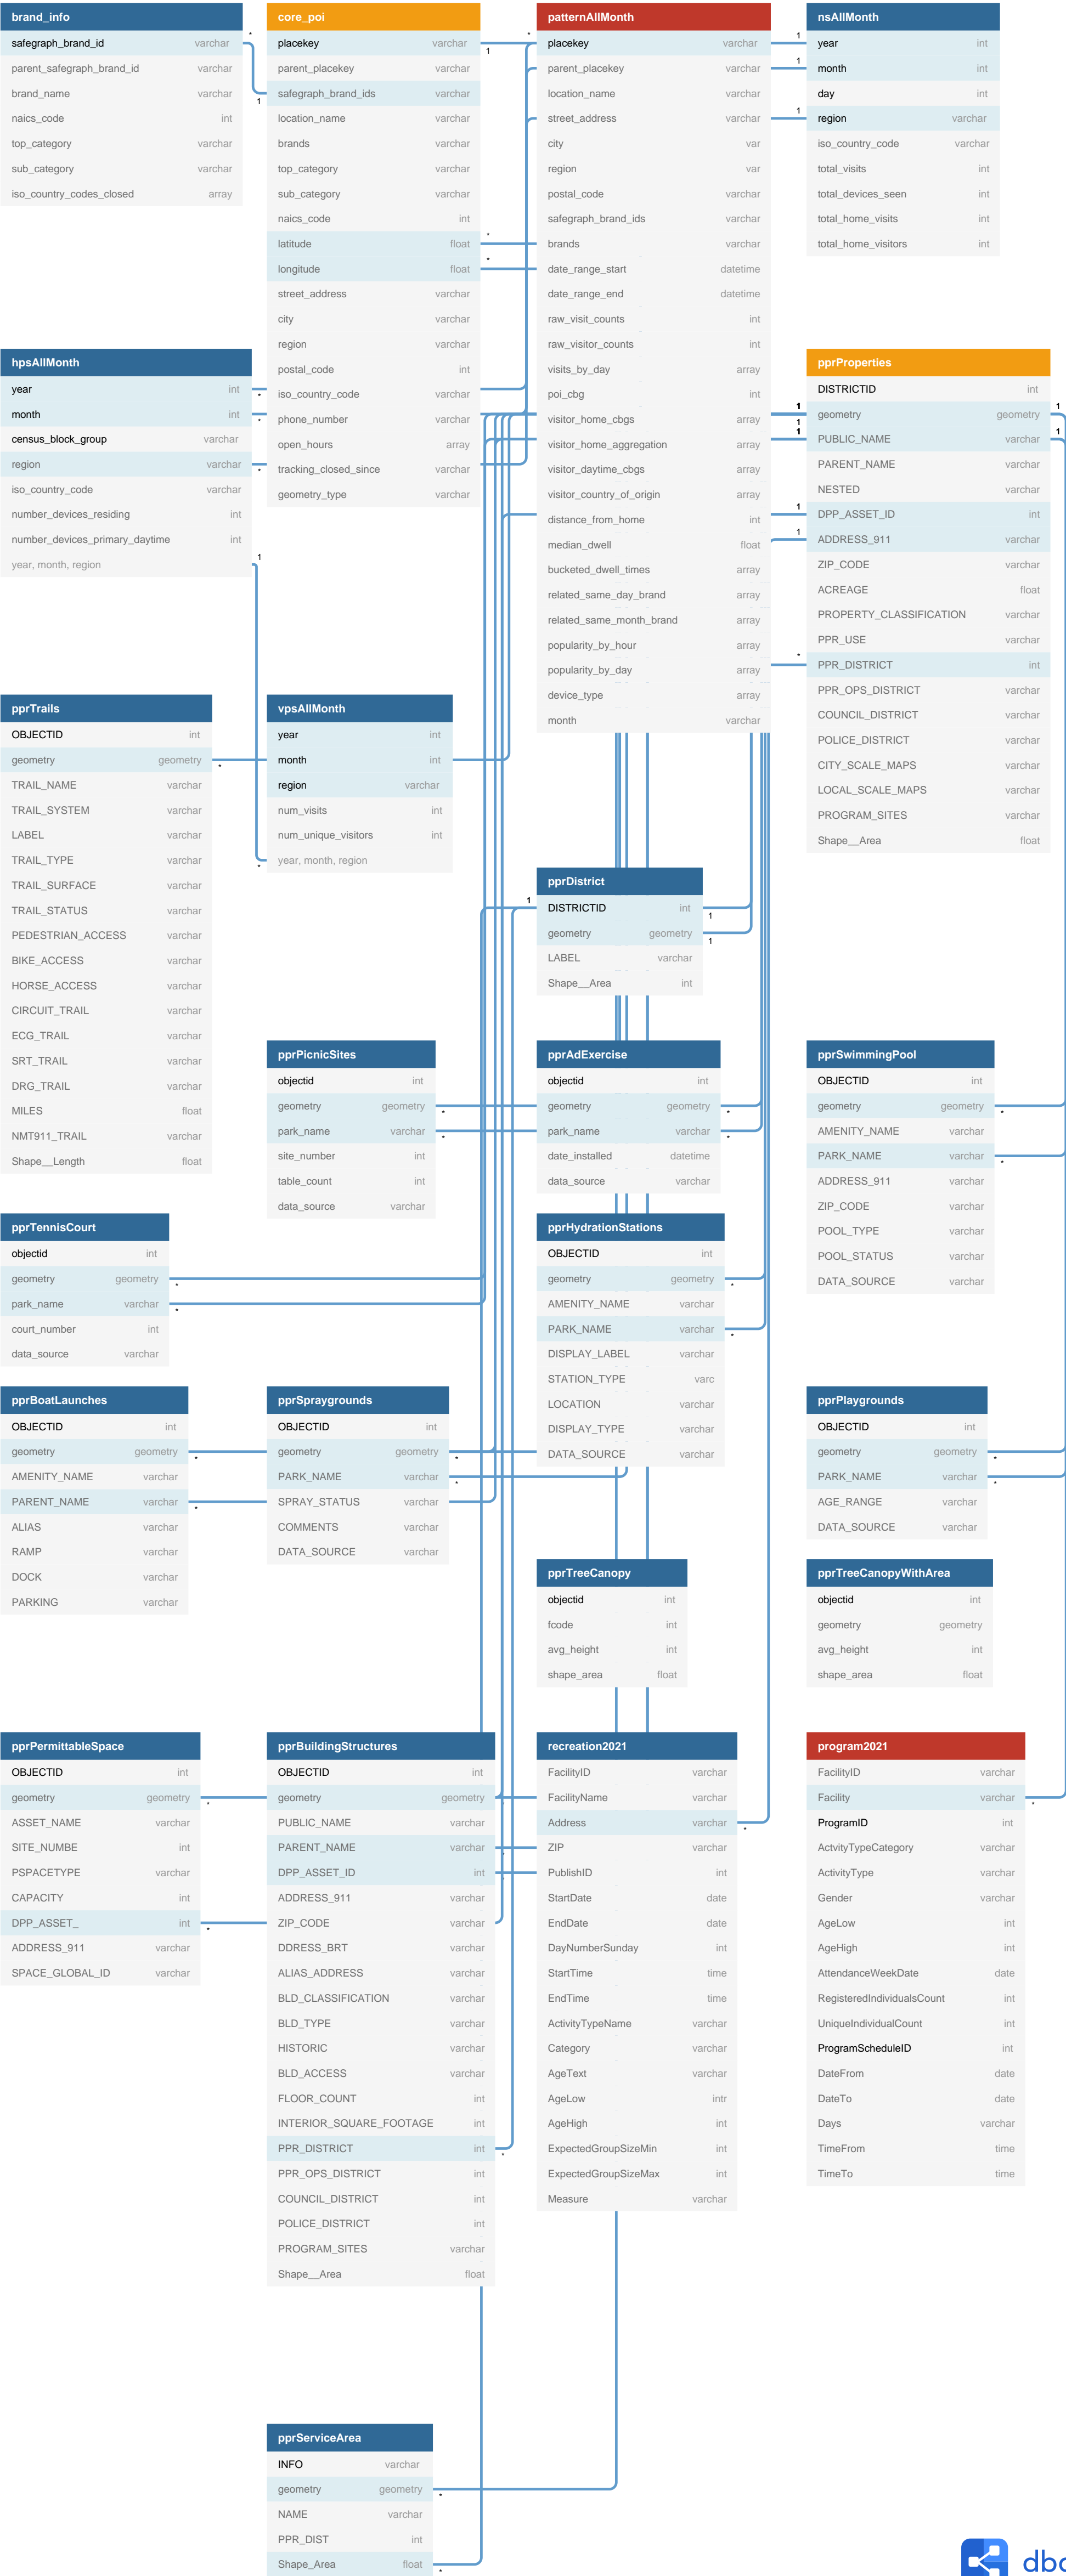 brand_info
safegraph_brand_id varchar
parent_safegraph_brand_id varchar
brand_name varchar
naics_code int
top_category varchar
sub_category varchar
iso_country_codes_closed array
core_poi
placekey varchar
parent_placekey varchar
safegraph_brand_ids varchar
location_name varchar
brands varchar
top_category varchar
sub_category varchar
naics_code int
latitude float
longitude float
street_address varchar
city varchar
region varchar
postal_code int
iso_country_code varchar
phone_number varchar
open_hours array
tracking_closed_since varchar
geometry_type varchar
patternAllMonth
placekey varchar
parent_placekey varchar
location_name varchar
street_address varchar
city var
region var
postal_code varchar
safegraph_brand_ids varchar
brands varchar
date_range_start datetime
date_range_end datetime
raw_visit_counts int
raw_visitor_counts int
visits_by_day array
poi_cbg int
visitor_home_cbgs array
visitor_home_aggregation array
visitor_daytime_cbgs array
visitor_country_of_origin array
distance_from_home int
median_dwell float
bucketed_dwell_times array
related_same_day_brand array
related_same_month_brand array
popularity_by_hour array
popularity_by_day array
device_type array
month varchar
nsAllMonth
year int
month int
day int
region varchar
iso_country_code varchar
total_visits int
total_devices_seen int
total_home_visits int
total_home_visitors int
hpsAllMonth
year int
month int
census_block_group varchar
region varchar
iso_country_code varchar
number_devices_residing int
number_devices_primary_daytime int
year, month, region
pprProperties
DISTRICTID int
geometry geometry
PUBLIC_NAME varchar
PARENT_NAME varchar
NESTED varchar
DPP_ASSET_ID int
ADDRESS_911 varchar
ZIP_CODE varchar
ACREAGE float
PROPERTY_CLASSIFICATION varchar
PPR_USE varchar
PPR_DISTRICT int
PPR_OPS_DISTRICT varchar
COUNCIL_DISTRICT varchar
POLICE_DISTRICT varchar
CITY_SCALE_MAPS varchar
LOCAL_SCALE_MAPS varchar
PROGRAM_SITES varchar
Shape__Area float
pprTrails
OBJECTID int
geometry geometry
TRAIL_NAME varchar
TRAIL_SYSTEM varchar
LABEL varchar
TRAIL_TYPE varchar
TRAIL_SURFACE varchar
TRAIL_STATUS varchar
PEDESTRIAN_ACCESS varchar
BIKE_ACCESS varchar
HORSE_ACCESS varchar
CIRCUIT_TRAIL varchar
ECG_TRAIL varchar
SRT_TRAIL varchar
DRG_TRAIL varchar
MILES float
NMT911_TRAIL varchar
Shape__Length float
vpsAllMonth
year int
month int
region varchar
num_visits int
num_unique_visitors int
year, month, region
pprDistrict
DISTRICTID int
geometry geometry
LABEL varchar
Shape__Area int
pprPicnicSites
objectid int
geometry geometry
park_name varchar
site_number int
table_count int
data_source varchar
pprAdExercise
objectid int
geometry geometry
park_name varchar
date_installed datetime
data_source varchar
pprSwimmingPool
OBJECTID int
geometry geometry
AMENITY_NAME varchar
PARK_NAME varchar
ADDRESS_911 varchar
ZIP_CODE varchar
POOL_TYPE varchar
POOL_STATUS varchar
DATA_SOURCE varchar
pprTennisCourt
objectid int
geometry geometry
park_name varchar
court_number int
data_source varchar
pprHydrationStations
OBJECTID int
geometry geometry
AMENITY_NAME varchar
PARK_NAME varchar
DISPLAY_LABEL varchar
STATION_TYPE varc
LOCATION varchar
DISPLAY_TYPE varchar
DATA_SOURCE varchar
pprBoatLaunches
OBJECTID int
geometry geometry
AMENITY_NAME varchar
PARENT_NAME varchar
ALIAS varchar
RAMP varchar
DOCK varchar
PARKING varchar
pprSpraygrounds
OBJECTID int
geometry geometry
PARK_NAME varchar
SPRAY_STATUS varchar
COMMENTS varchar
DATA_SOURCE varchar
pprPlaygrounds
OBJECTID int
geometry geometry
PARK_NAME varchar
AGE_RANGE varchar
DATA_SOURCE varchar
pprTreeCanopy
objectid int
fcode int
avg_height int
shape_area float
pprTreeCanopyWithArea
objectid int
geometry geometry
avg_height int
shape_area float
pprPermittableSpace
OBJECTID int
geometry geometry
ASSET_NAME varchar
SITE_NUMBE int
PSPACETYPE varchar
CAPACITY int
DPP_ASSET_ int
ADDRESS_911 varchar
SPACE_GLOBAL_ID varchar
pprBuildingStructures
OBJECTID int
geometry geometry
PUBLIC_NAME varchar
PARENT_NAME varchar
DPP_ASSET_ID int
ADDRESS_911 varchar
ZIP_CODE varchar
DDRESS_BRT varchar
ALIAS_ADDRESS varchar
BLD_CLASSIFICATION varchar
BLD_TYPE varchar
HISTORIC varchar
BLD_ACCESS varchar
FLOOR_COUNT int
INTERIOR_SQUARE_FOOTAGE int
PPR_DISTRICT int
PPR_OPS_DISTRICT int
COUNCIL_DISTRICT int
POLICE_DISTRICT int
PROGRAM_SITES varchar
Shape__Area float
recreation2021
FacilityID varchar
FacilityName varchar
Address varchar
ZIP varchar
PublishID int
StartDate date
EndDate date
DayNumberSunday int
StartTime time
EndTime time
ActivityTypeName varchar
Category varchar
AgeText varchar
AgeLow intr
AgeHigh int
ExpectedGroupSizeMin int
ExpectedGroupSizeMax int
Measure varchar
program2021
FacilityID varchar
Facility varchar
ProgramID int
ActvityTypeCategory varchar
ActivityType varchar
Gender varchar
AgeLow int
AgeHigh int
AttendanceWeekDate date
RegisteredIndividualsCount int
UniqueIndividualCount int
ProgramScheduleID int
DateFrom date
DateTo date
Days varchar
TimeFrom time
TimeTo time
pprServiceArea
INFO varchar
geometry geometry
NAME varchar
PPR_DIST int
Shape_Area float